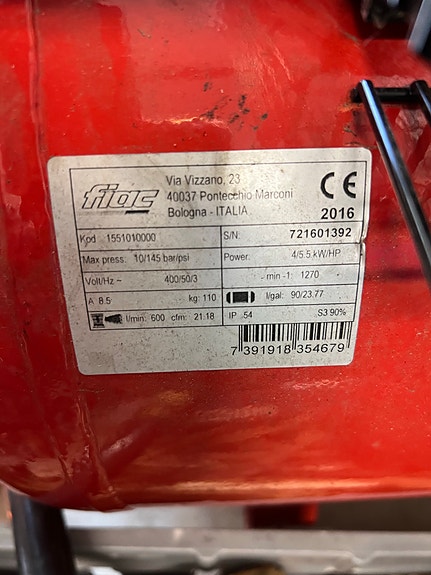 fiac
Via Vizzano, 23
40037 Pontecchio Marconi
Bologna - ITALIA
CE
2016
Kod 1551010000
S/N: 721601392
Max press: 10/145 bar/psi
Power: 4/5.5 kW/HP
Volt/Hz ~ 400/50/3
min -1: 1270
A 8.5 kg: 110
l/gal: 90/23.77
l/min: 600 cfm: 21.18
IP 54 S3 90%
7 391918 354679